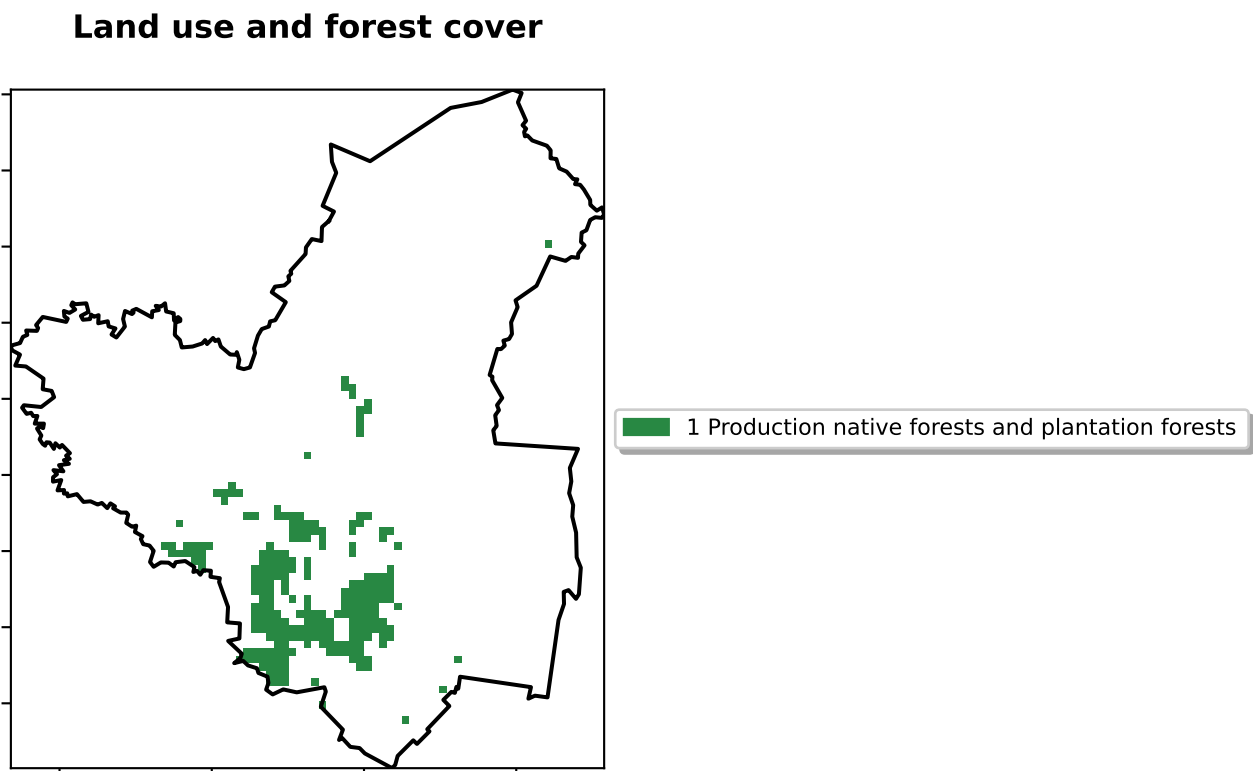 Land use and forest cover
1 Production native forests and plantation forests